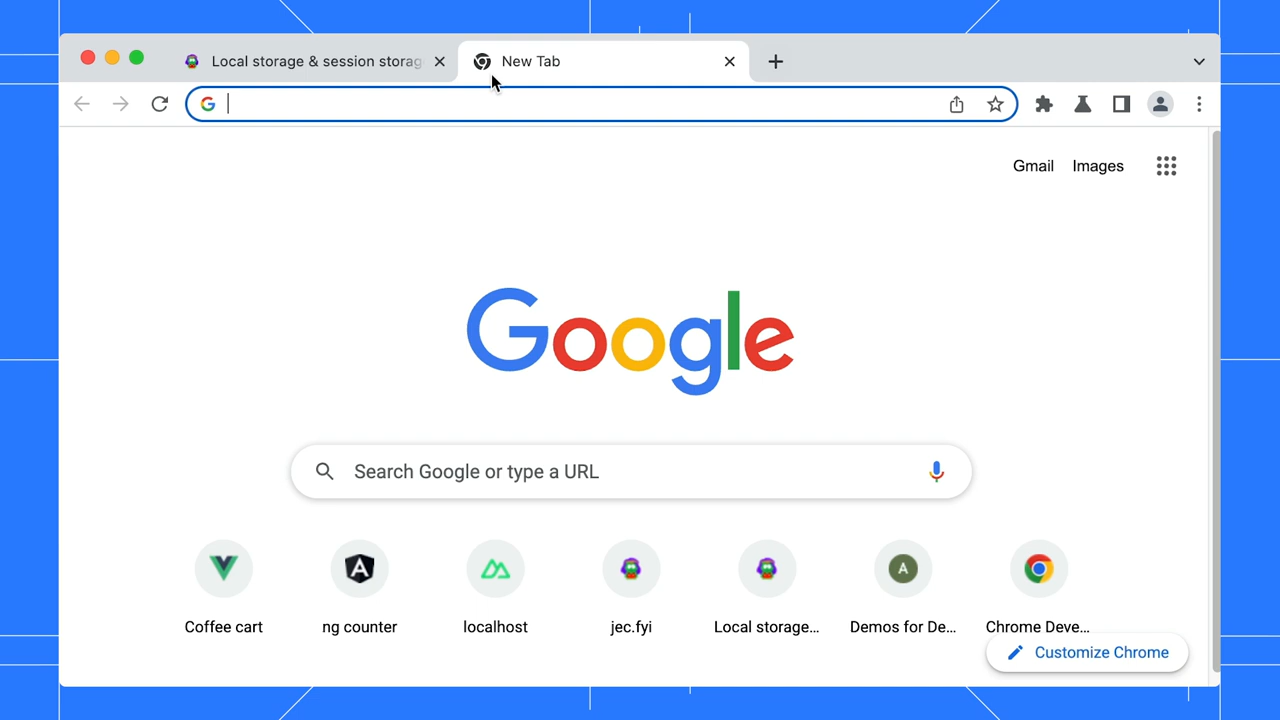 Local storage & session storag
New Tab
Gmail Images
Google
Search Google or type a URL
A
Coffee cart
ng counter
localhost
jec.fyi
Local storage...
Demos for De...
Chrome Deve...
Customize Chrome